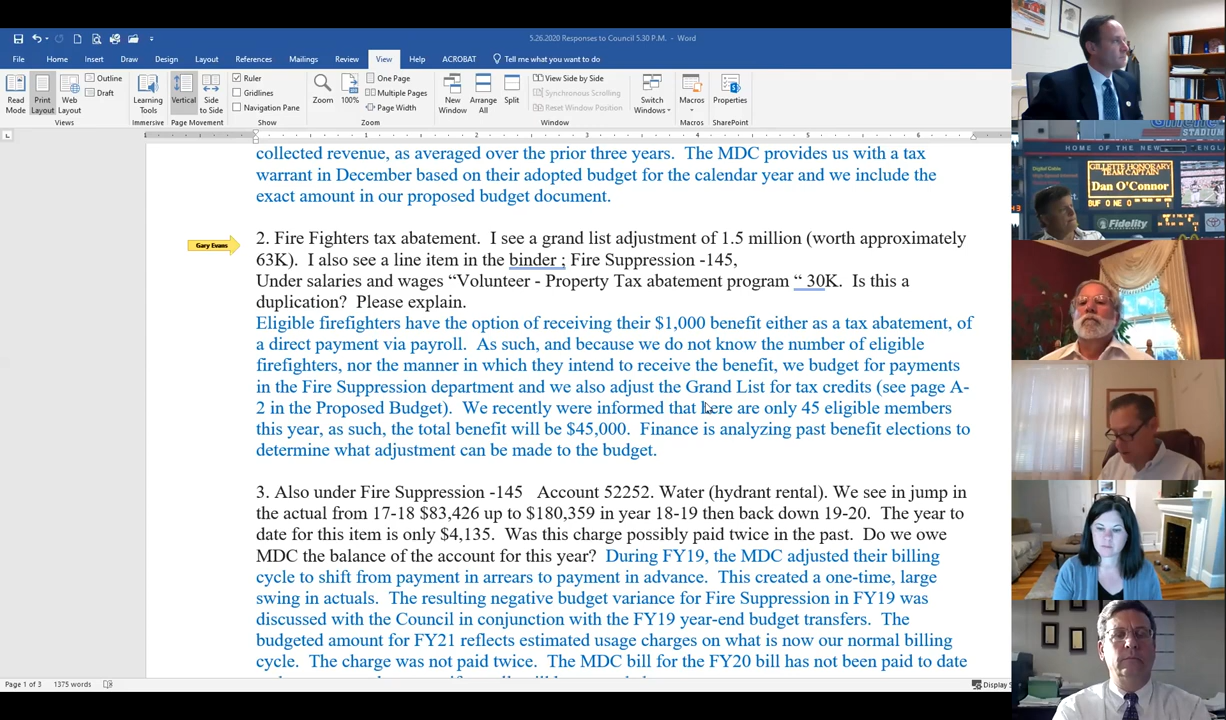 5.26.2020 Responses to Council 5.30 P.M. - Word
File Home Insert Draw Design Layout References Mailings Review View Help ACROBAT Tell me what you want to do
Read Mode
Print Layout
Web Layout
Outline
Draft
Views
Learning Tools
Immersive
Vertical
Side to Side
Page Movement
Ruler
Gridlines
Navigation Pane
Show
Zoom
100%
One Page
Multiple Pages
Page Width
Zoom
New Window
Arrange All
Split
View Side by Side
Synchronous Scrolling
Reset Window Position
Window
Switch Windows
Macros
Macros
Properties
SharePoint
collected revenue, as averaged over the prior three years. The MDC provides us with a tax
warrant in December based on their adopted budget for the calendar year and we include the
exact amount in our proposed budget document.
Gary Evans
2. Fire Fighters tax abatement. I see a grand list adjustment of 1.5 million (worth approximately
63K). I also see a line item in the binder ; Fire Suppression -145,
Under salaries and wages “Volunteer - Property Tax abatement program “ 30K. Is this a
duplication? Please explain.
Eligible firefighters have the option of receiving their $1,000 benefit either as a tax abatement, of
a direct payment via payroll. As such, and because we do not know the number of eligible
firefighters, nor the manner in which they intend to receive the benefit, we budget for payments
in the Fire Suppression department and we also adjust the Grand List for tax credits (see page A-
2 in the Proposed Budget). We recently were informed that here are only 45 eligible members
this year, as such, the total benefit will be $45,000. Finance is analyzing past benefit elections to
determine what adjustment can be made to the budget.
3. Also under Fire Suppression -145 Account 52252. Water (hydrant rental). We see in jump in
the actual from 17-18 $83,426 up to $180,359 in year 18-19 then back down 19-20. The year to
date for this item is only $4,135. Was this charge possibly paid twice in the past. Do we owe
MDC the balance of the account for this year? During FY19, the MDC adjusted their billing
cycle to shift from payment in arrears to payment in advance. This created a one-time, large
swing in actuals. The resulting negative budget variance for Fire Suppression in FY19 was
discussed with the Council in conjunction with the FY19 year-end budget transfers. The
budgeted amount for FY21 reflects estimated usage charges on what is now our normal billing
cycle. The charge was not paid twice. The MDC bill for the FY20 bill has not been paid to date
Page 1 of 3 1375 words
Display
STADIUM
HOME OF THE NEW ENGL
GILLETTE HONORARY
TEAM CAPTAIN
Dan O'Connor
BUF 0 NE 0
Fidelity